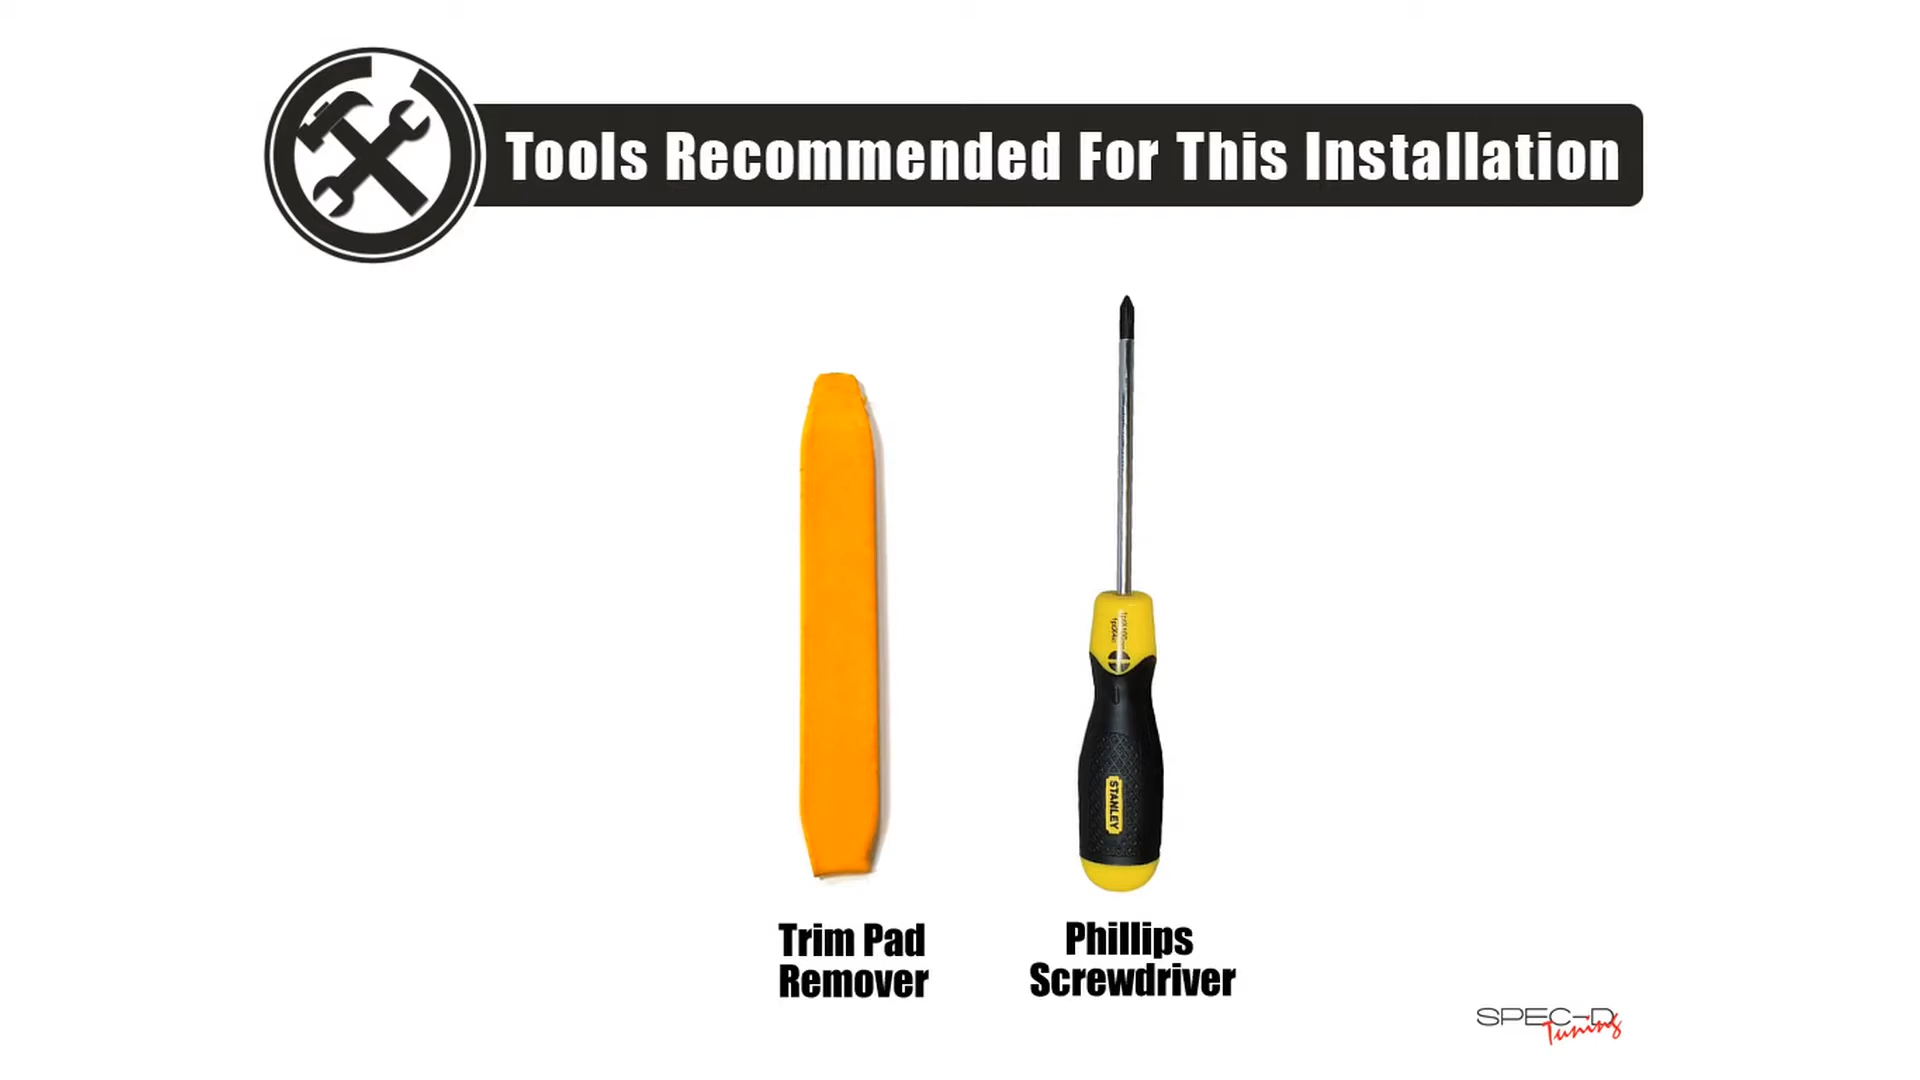 Tools Recommended For This Installation
STANLEY
Trim Pad
Remover
Phillips
Screwdriver
SPEC-D
Tuning